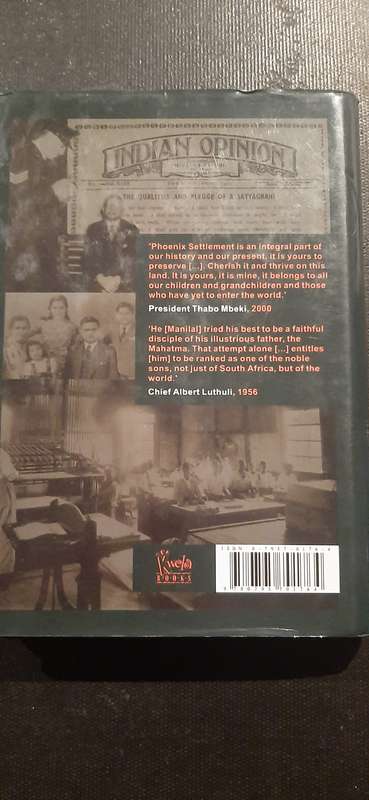 INDIAN OPINION
THE QUALITIES AND PLEDGE OF A SATYAGRAHI
'Phoenix Settlement is an integral part of
our history and our present, it is yours to
preserve [...]. Cherish it and thrive on this
land. It is yours, it is mine, it belongs to all
our children and grandchildren and those
who have yet to enter the world.'
President Thabo Mbeki, 2000
'He [Manilal] tried his best to be a faithful
disciple of his illustrious father, the
Mahatma. That attempt alone [...] entitles
[him] to be ranked as one of the noble
sons, not just of South Africa, but of the
world.'
Chief Albert Luthuli, 1956
Kwela
BOOKS